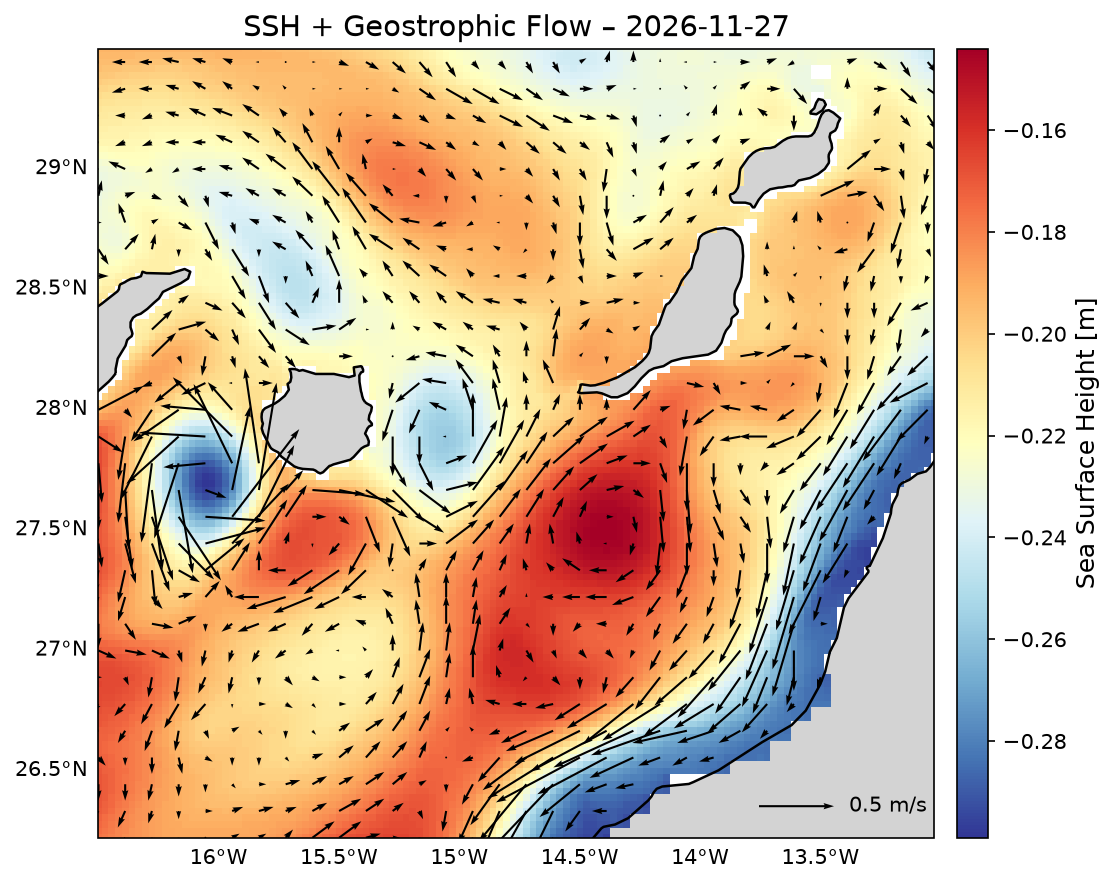 SSH + Geostrophic Flow – 2026-11-27
29°N
28.5°N
28°N
27.5°N
27°N
26.5°N
16°W
15.5°W
15°W
14.5°W
14°W
13.5°W
0.5 m/s
−0.16
−0.18
−0.20
−0.22
−0.24
−0.26
−0.28
Sea Surface Height [m]